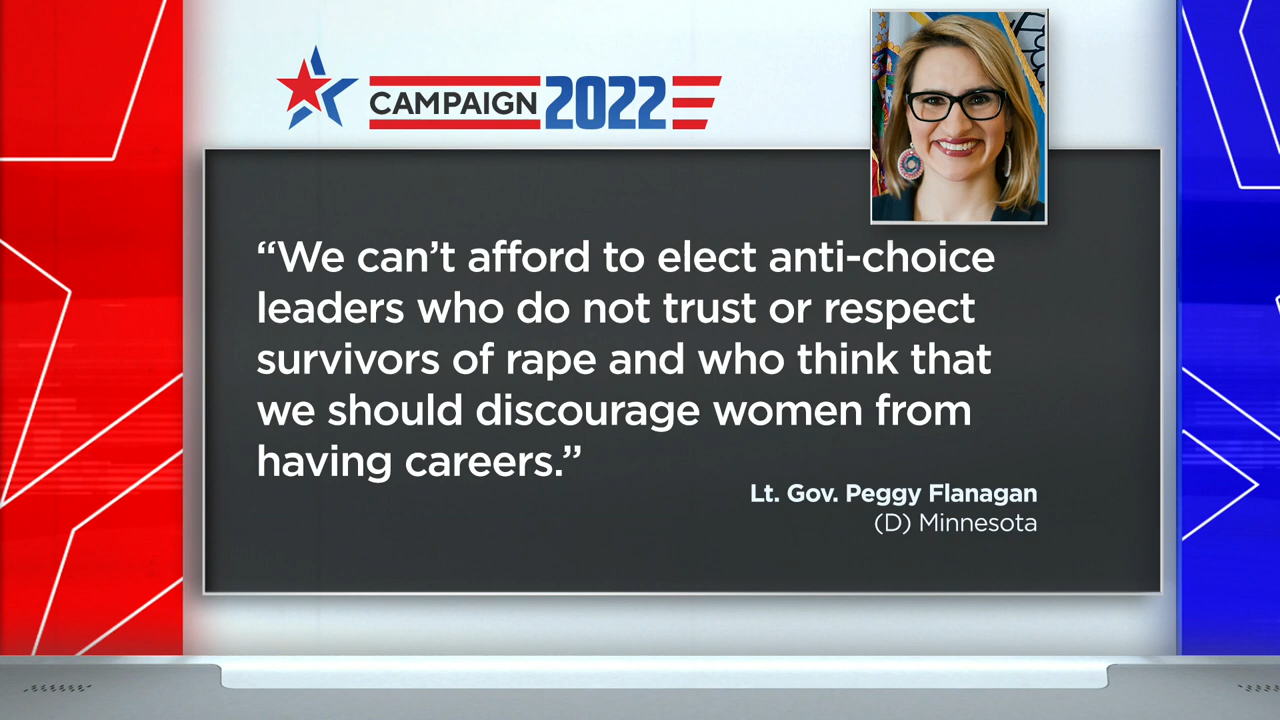 CAMPAIGN 2022
“We can’t afford to elect anti-choice
leaders who do not trust or respect
survivors of rape and who think that
we should discourage women from
having careers.”
Lt. Gov. Peggy Flanagan
(D) Minnesota